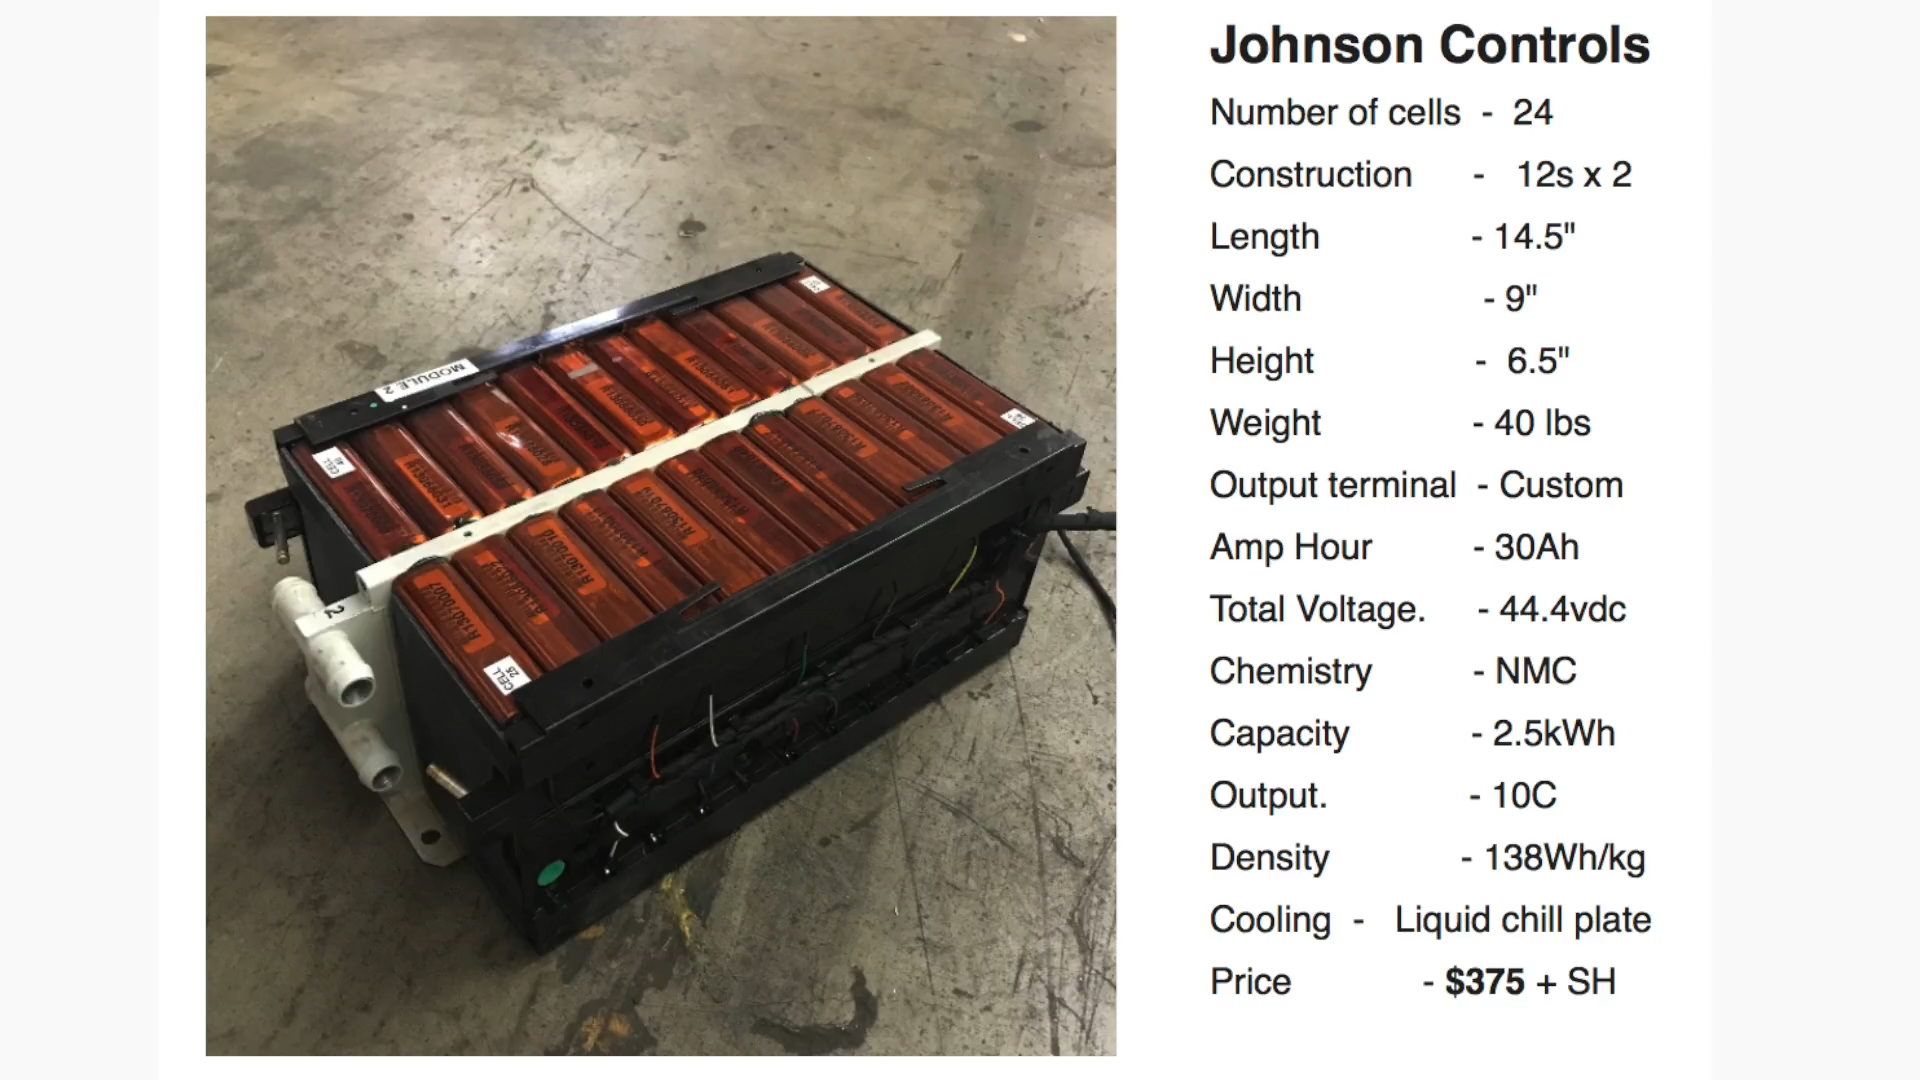 Johnson Controls
Number of cells - 24
Construction - 12s x 2
Length - 14.5"
Width - 9"
Height - 6.5"
Weight - 40 lbs
Output terminal - Custom
Amp Hour - 30Ah
Total Voltage. - 44.4vdc
Chemistry - NMC
Capacity - 2.5kWh
Output. - 10C
Density - 138Wh/kg
Cooling - Liquid chill plate
Price - $375 + SH
MODULE 2
CELL
2
CELL
25